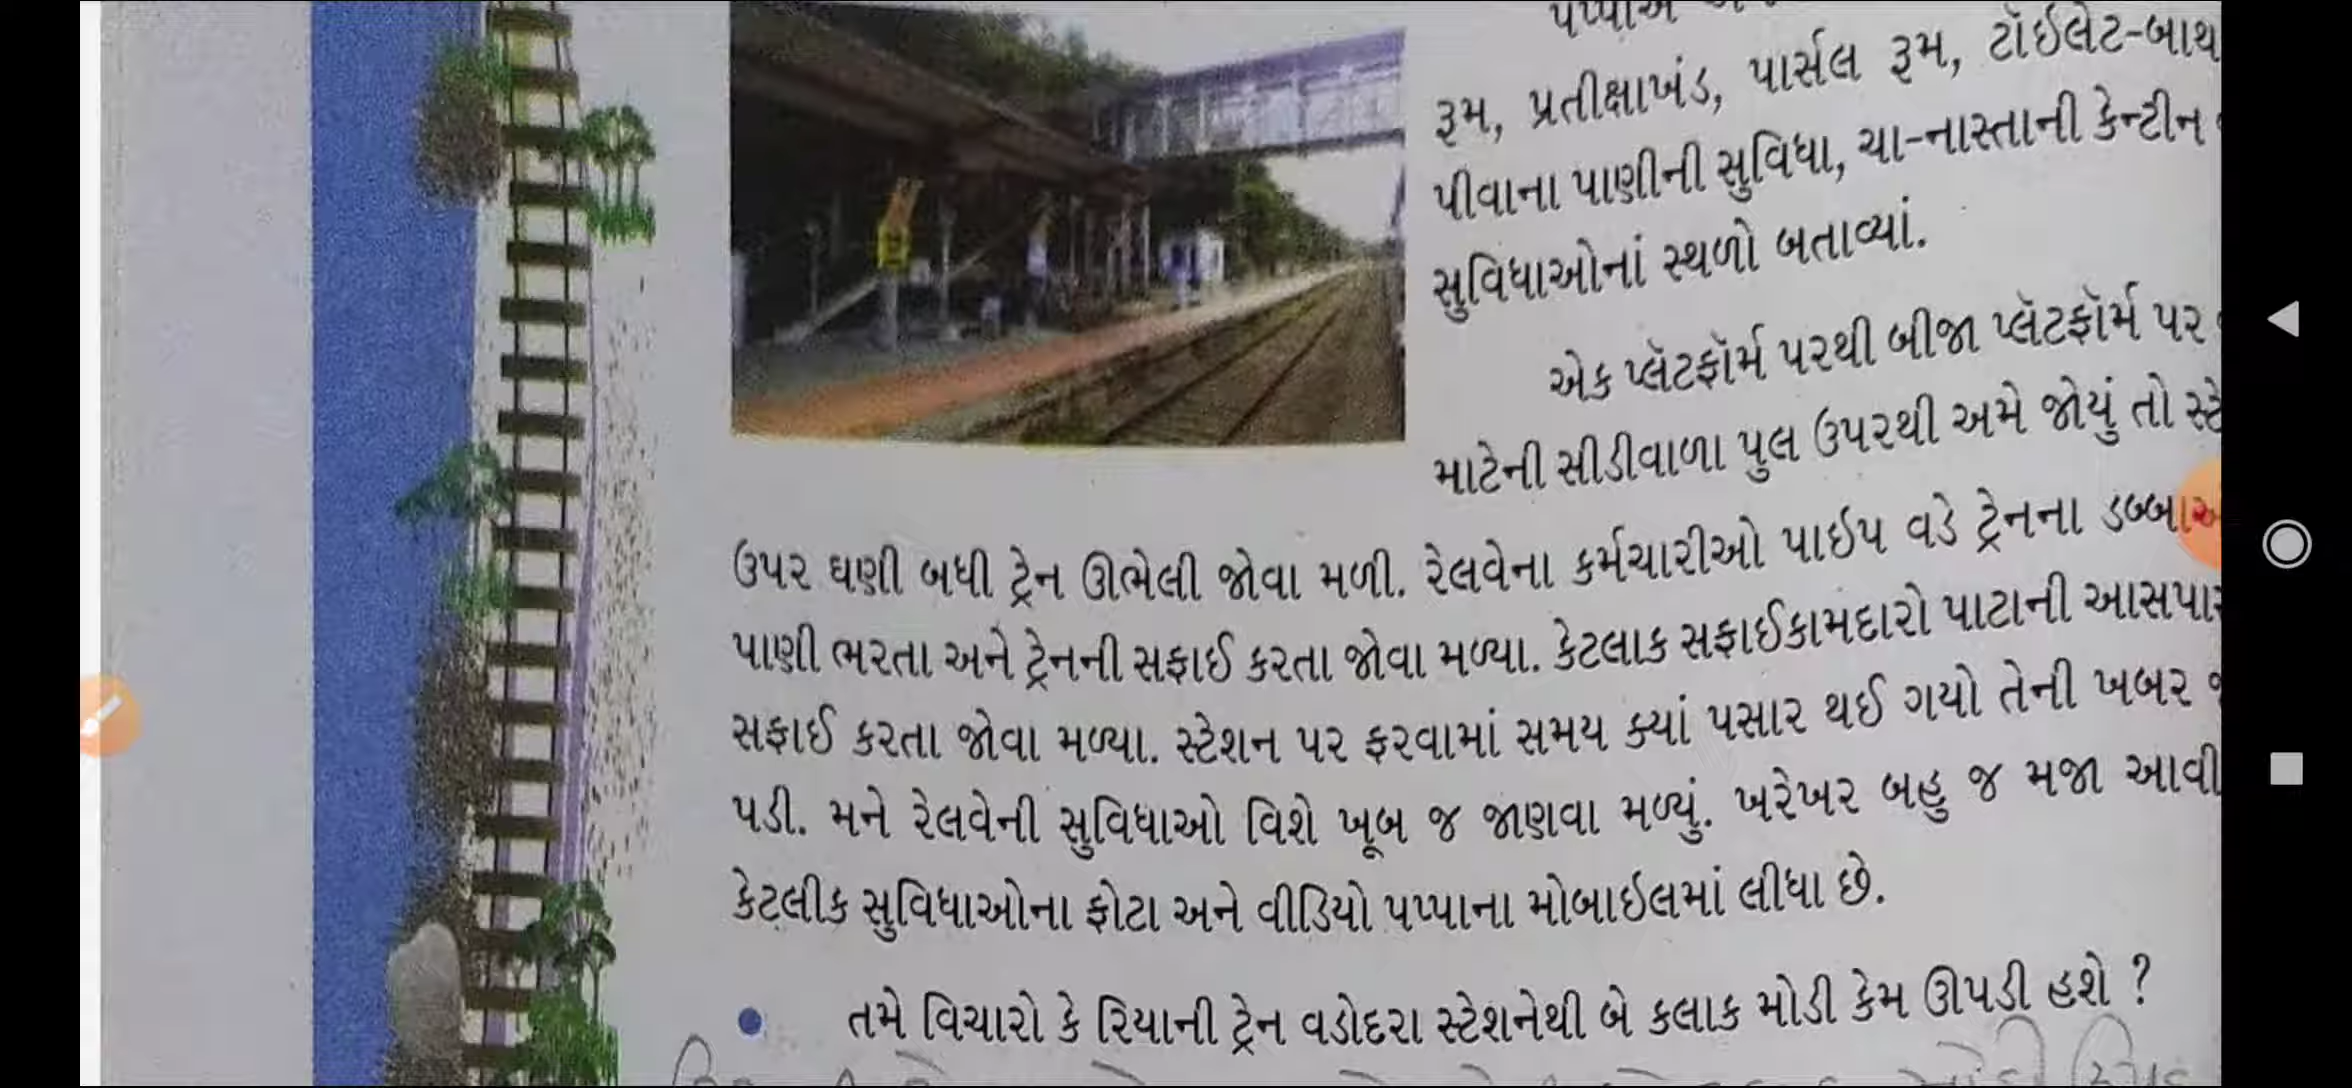 રૂમ, પ્રતીક્ષાખંડ, પાર્સલ રૂમ, ટૉઈલેટ-બાથ
પીવાના પાણીની સુવિધા, ચા-નાસ્તાની કેન્ટીન
સુવિધાઓનાં સ્થળો બતાવ્યાં.
એક પ્લૅટફૉર્મ પરથી બીજા પ્લૅટફૉર્મ પર
માટેની સીડીવાળા પુલ ઉપરથી અમે જોયું તો સ્ટે
ઉપર ઘણી બધી ટ્રેન ઊભેલી જોવા મળી. રેલવેના કર્મચારીઓ પાઇપ વડે ટ્રેનના ડબ્બાઓ
પાણી ભરતા અને ટ્રેનની સફાઈ કરતા જોવા મળ્યા. કેટલાક સફાઈકામદારો પાટાની આસપાસ
સફાઈ કરતા જોવા મળ્યા. સ્ટેશન પર ફરવામાં સમય ક્યાં પસાર થઈ ગયો તેની ખબર જ
પડી. મને રેલવેની સુવિધાઓ વિશે ખૂબ જ જાણવા મળ્યું. ખરેખર બહુ જ મજા આવી
કેટલીક સુવિધાઓના ફોટા અને વીડિયો પપ્પાના મોબાઇલમાં લીધા છે.
• તમે વિચારો કે રિયાની ટ્રેન વડોદરા સ્ટેશનેથી બે કલાક મોડી કેમ ઊપડી હશે ?